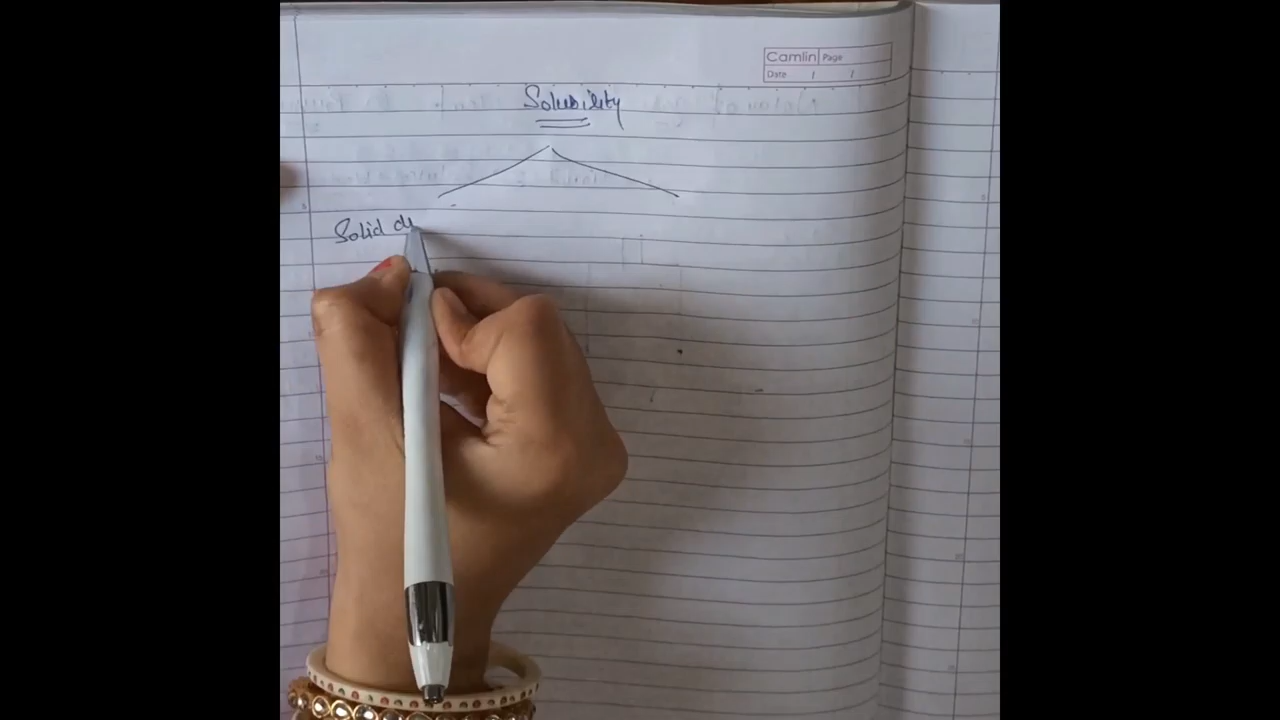 Camlin Page
Date / /
Solubility
Solid